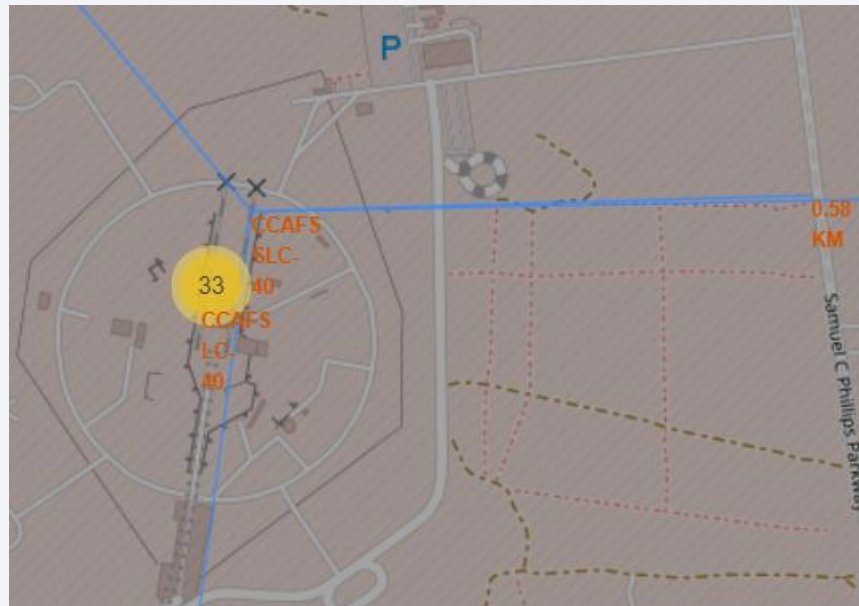 P
CCAFS
SLC-
40
33
CCAFS
LC-
40
0.58
KM
Samuel C Phillips Parkway